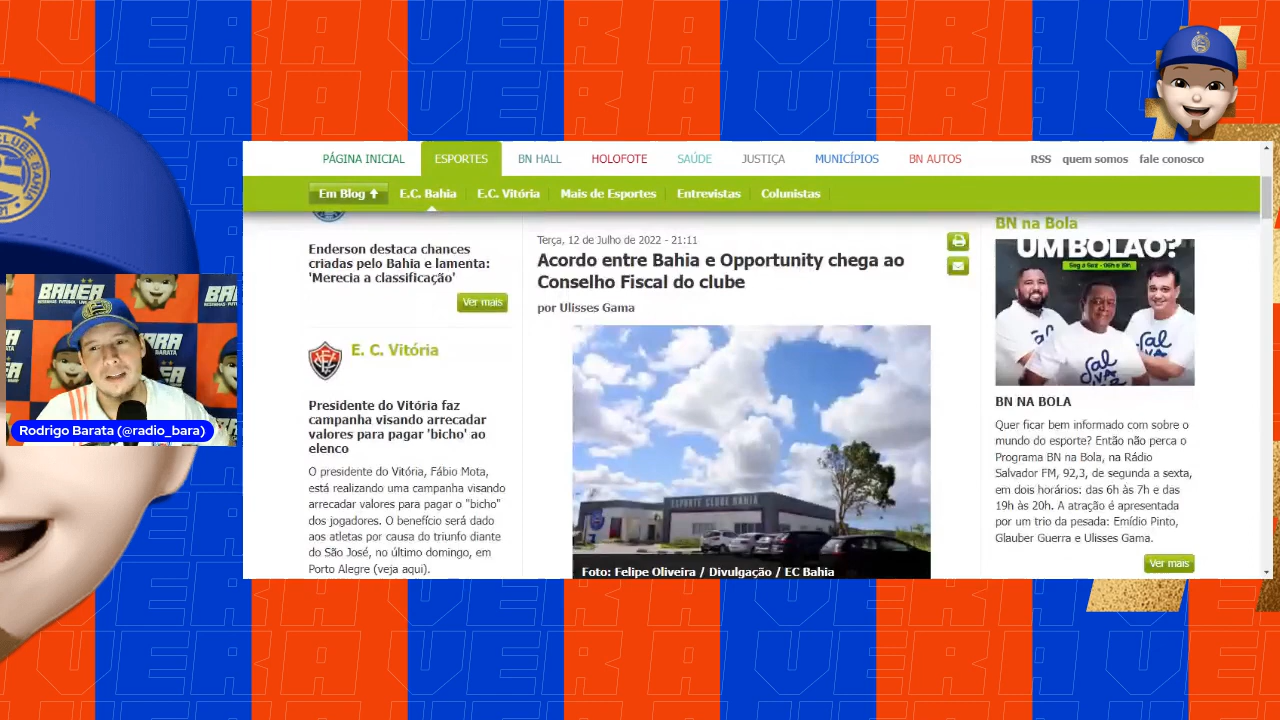 PÁGINA INICIAL ESPORTES BN HALL HOLOFOTE SAÚDE JUSTIÇA MUNICÍPIOS BN AUTOS RSS quem somos fale conosco
Em Blog E.C. Bahia E.C. Vitória Mais de Esportes Entrevistas Colunistas
Enderson destaca chances
criadas pelo Bahia e lamenta:
'Merecia a classificação'
Ver mais
E. C. Vitória
Presidente do Vitória faz
campanha visando arrecadar
valores para pagar 'bicho' ao
elenco
O presidente do Vitória, Fábio Mota,
está realizando uma campanha visando
arrecadar valores para pagar o "bicho"
dos jogadores. O benefício será dado
aos atletas por causa do triunfo diante
do São José, no último domingo, em
Porto Alegre (veja aqui).
Terça, 12 de Julho de 2022 - 21:11
Acordo entre Bahia e Opportunity chega ao
Conselho Fiscal do clube
por Ulisses Gama
ESPORTE CLUBE BAHIA
Foto: Felipe Oliveira / Divulgação / EC Bahia
BN na Bola
UM BOLÃO?
Seg a Sex - 06h e 19h
BN NA BOLA
Quer ficar bem informado com sobre o
mundo do esporte? Então não perca o
Programa BN na Bola, na Rádio
Salvador FM, 92,3, de segunda a sexta,
em dois horários: das 6h às 7h e das
19h às 20h. A atração é apresentada
por um trio da pesada: Emídio Pinto,
Glauber Guerra e Ulisses Gama.
Ver mais
Rodrigo Barata (@radio_bara)